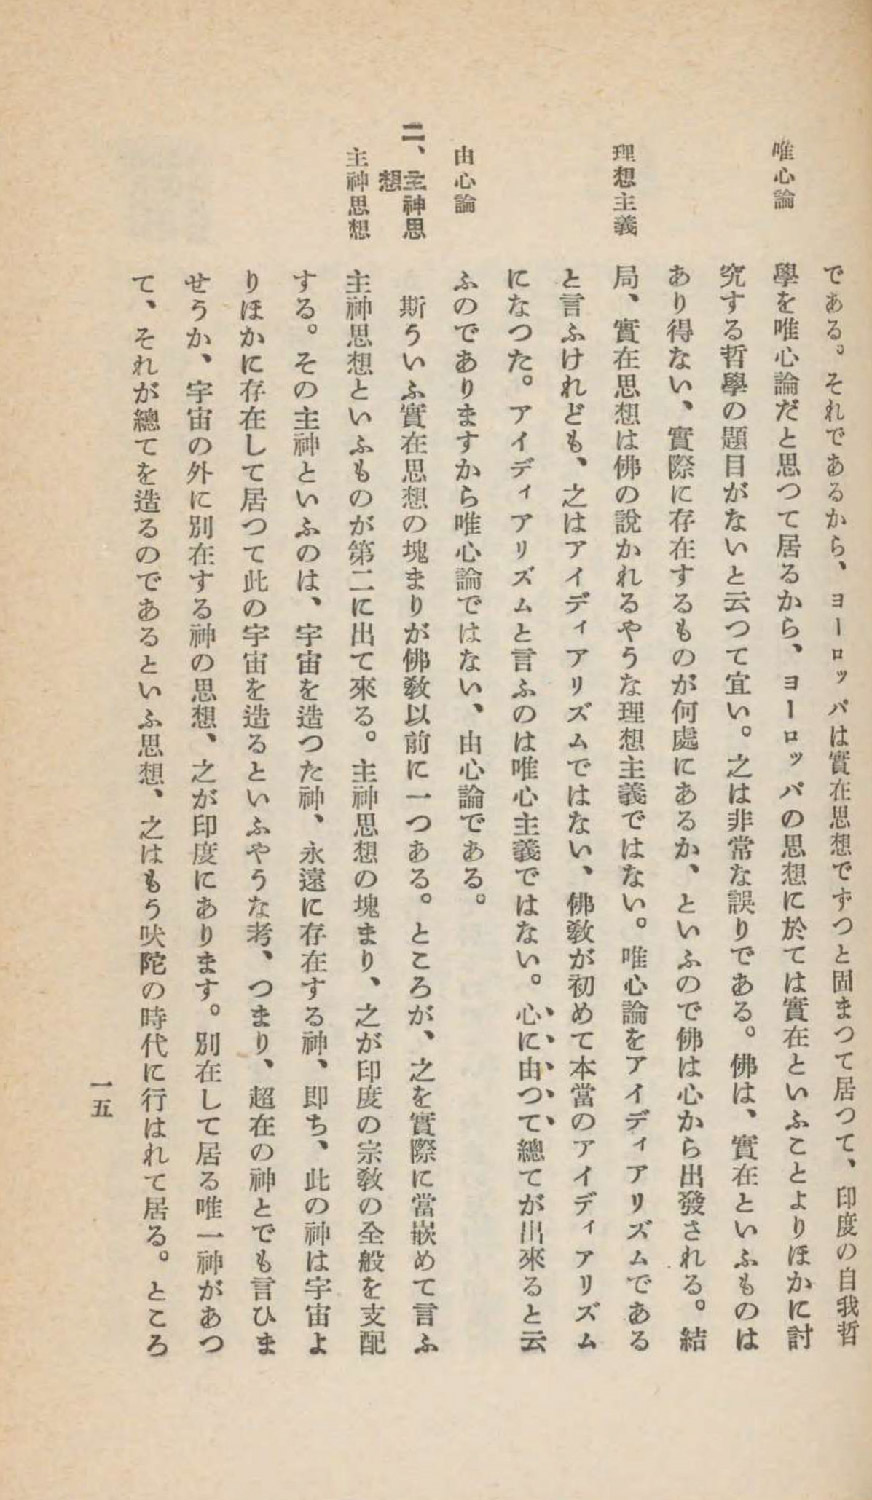 である。それであるから、ヨーロッパは實在思想でずつと固まつて居つて、印度の自我哲
唯心論
學を唯心論だと思つて居るから、ヨーロッパの思想に於ては實在といふことよりほかに討
究する哲學の題目がないと云つて宜い。之は非常な誤りである。佛は、實在といふものは
あり得ない、實際に存在するものが何處にあるか、といふので佛は心から出發される。結
理想主義
局、實在思想は佛の說かれるやうな理想主義ではない。唯心論をアイディアリズムである
と言ふけれども、之はアイディアリズムではない、佛敎が初めて本當のアイディアリズム
になつた。アイディアリズムと言ふのは唯心主義ではない。心に由つて總てが出來ると云
由心論
ふのでありますから唯心論ではない、由心論である。
二、主神思
想
斯ういふ實在思想の塊まりが佛敎以前に一つある。ところが、之を實際に當嵌めて言ふ
主神思想
主神思想といふものが第二に出て來る。主神思想の塊まり、之が印度の宗敎の全般を支配
する。その主神といふのは、宇宙を造つた神、永遠に存在する神、即ち、此の神は宇宙よ
りほかに存在して居つて此の宇宙を造るといふやうな考、つまり、超在の神とでも言ひま
せうか、宇宙の外に別在する神の思想、之が印度にあります。別在して居る唯一神があつ
て、それが總てを造るのであるといふ思想、之はもう吠陀の時代に行はれて居る。ところ
一五